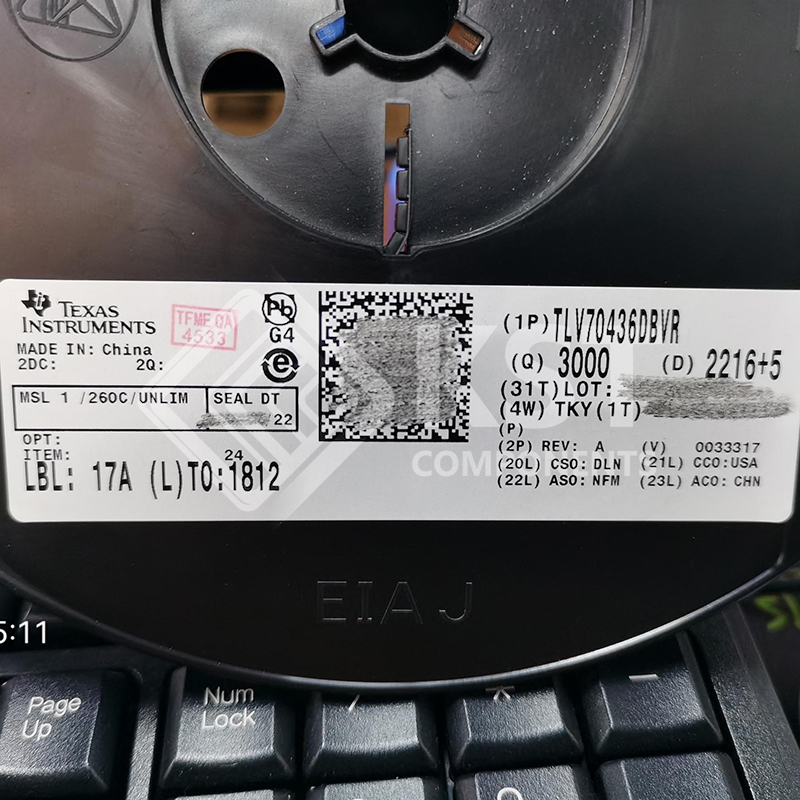 TEXAS
INSTRUMENTS
MADE IN: China
2DC: 2Q:
TFME QA
4533
Pb
G4
e
MSL 1 /260C/UNLIM
SEAL DT
/22
OPT:
ITEM: 24
LBL: 17A (L)TO:1812
(1P)TLV70436DBVR
(Q) 3000 (D) 2216+5
(31T)LOT:
(4W) TKY(1T)
(P)
(2P) REV: A (V) 0033317
(20L) CSO:DLN (21L) CCO:USA
(22L) ASO:NFM (23L) ACO: CHN
SKSI
COMPONENTS
EIAJ
5:11
Page
Up
Num
Lock
/
*
-